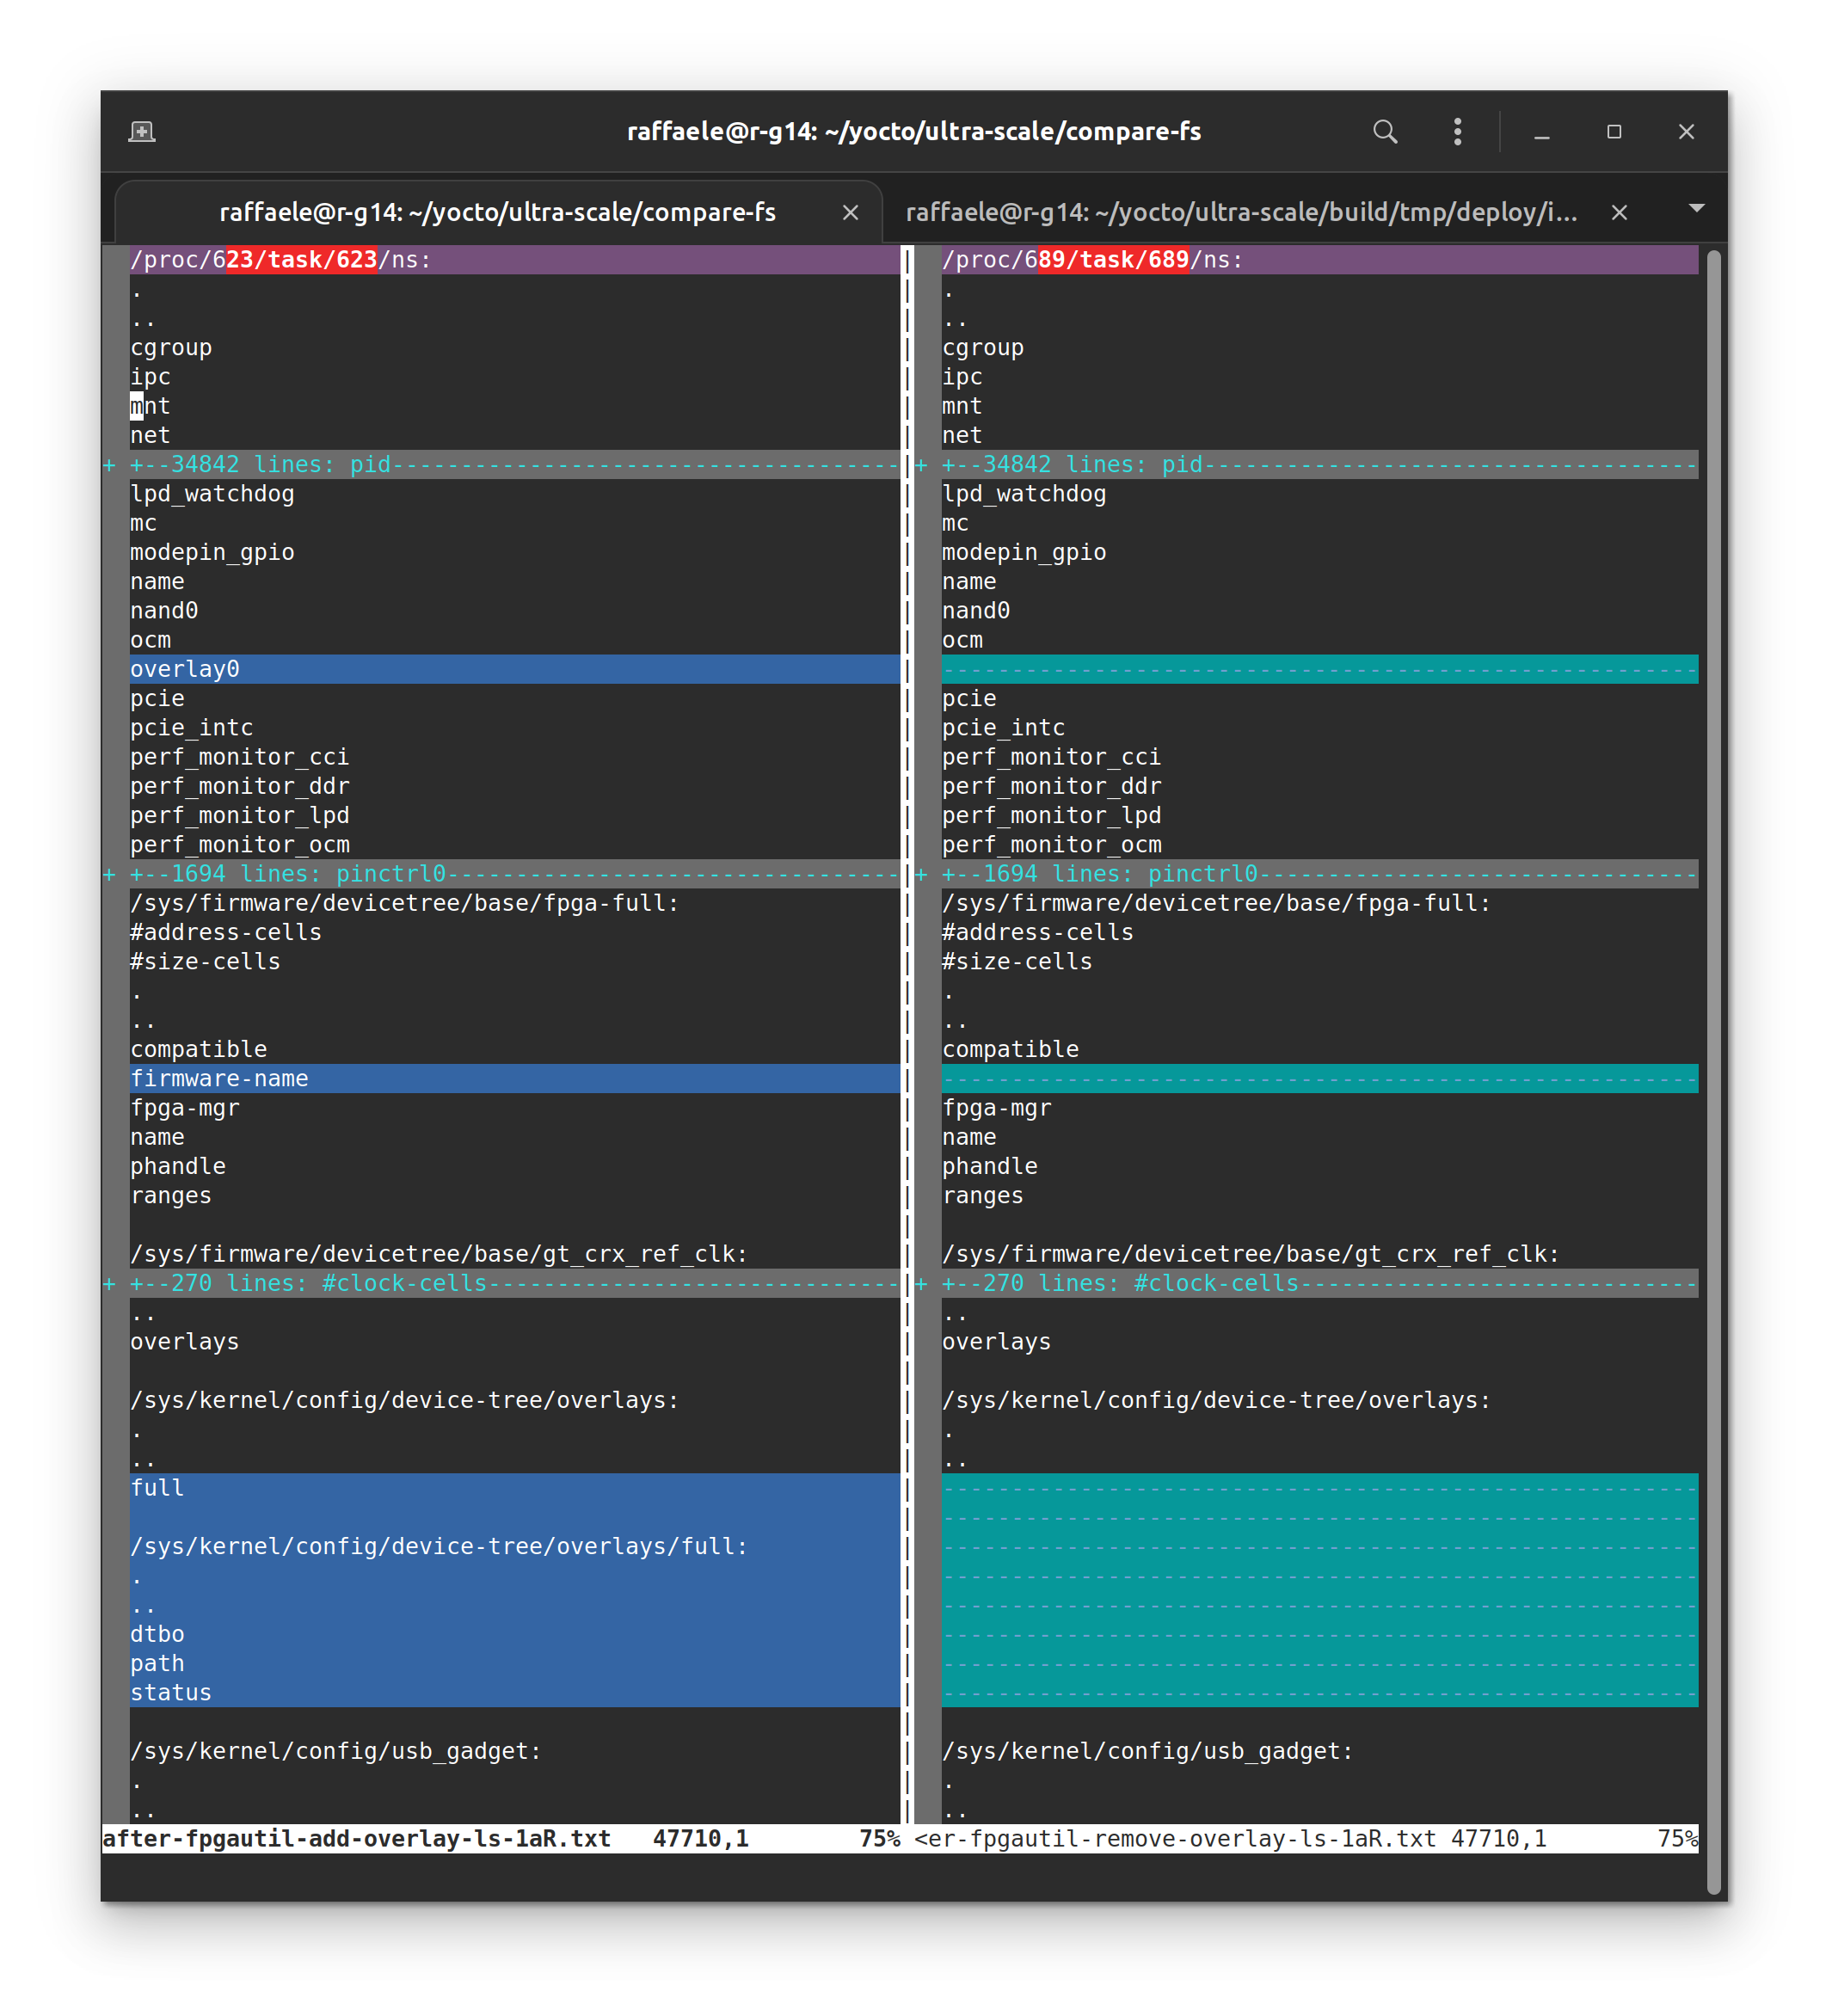 raffaele@r-g14: ~/yocto/ultra-scale/compare-fs
raffaele@r-g14: ~/yocto/ultra-scale/compare-fs
raffaele@r-g14: ~/yocto/ultra-scale/build/tmp/deploy/i...
/proc/623/task/623/ns:
.
..
cgroup
ipc
mnt
net
+ +--34842 lines: pid-------------------------------------
lpd_watchdog
mc
modepin_gpio
name
nand0
ocm
overlay0
pcie
pcie_intc
perf_monitor_cci
perf_monitor_ddr
perf_monitor_lpd
perf_monitor_ocm
+ +--1694 lines: pinctrl0---------------------------------
/sys/firmware/devicetree/base/fpga-full:
#address-cells
#size-cells
.
..
compatible
firmware-name
fpga-mgr
name
phandle
ranges
/sys/firmware/devicetree/base/gt_crx_ref_clk:
+ +--270 lines: #clock-cells------------------------------
..
overlays
/sys/kernel/config/device-tree/overlays:
.
..
full
/sys/kernel/config/device-tree/overlays/full:
.
..
dtbo
path
status
/sys/kernel/config/usb_gadget:
.
..
after-fpgautil-add-overlay-ls-1aR.txt   47710,1          75%
/proc/689/task/689/ns:
.
..
cgroup
ipc
mnt
net
+ +--34842 lines: pid------------------------------------
lpd_watchdog
mc
modepin_gpio
name
nand0
ocm
-------------------------------------------------------
pcie
pcie_intc
perf_monitor_cci
perf_monitor_ddr
perf_monitor_lpd
perf_monitor_ocm
+ +--1694 lines: pinctrl0--------------------------------
/sys/firmware/devicetree/base/fpga-full:
#address-cells
#size-cells
.
..
compatible
-------------------------------------------------------
fpga-mgr
name
phandle
ranges
/sys/firmware/devicetree/base/gt_crx_ref_clk:
+ +--270 lines: #clock-cells-----------------------------
..
overlays
/sys/kernel/config/device-tree/overlays:
.
..
-------------------------------------------------------
-------------------------------------------------------
-------------------------------------------------------
-------------------------------------------------------
-------------------------------------------------------
-------------------------------------------------------
-------------------------------------------------------
-------------------------------------------------------
/sys/kernel/config/usb_gadget:
.
..
<er-fpgautil-remove-overlay-ls-1aR.txt 47710,1        75%